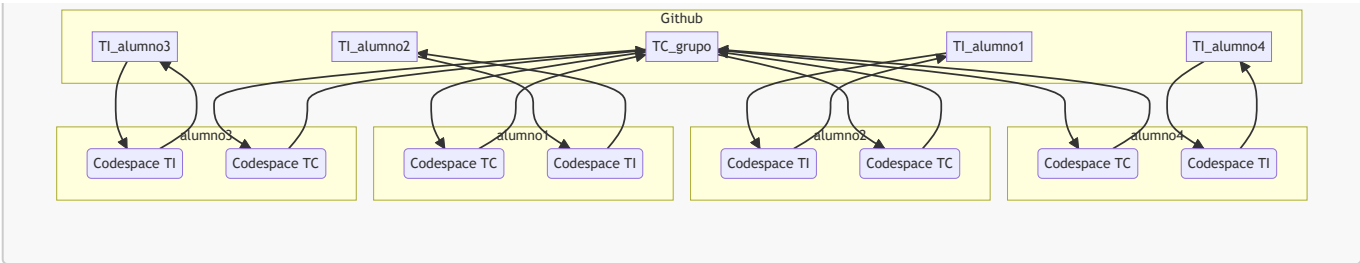 Github
TI_alumno3
TI_alumno2
TC_grupo
TI_alumno1
TI_alumno4
alumno3
alumno1
alumno2
alumno4
Codespace TI
Codespace TC
Codespace TC
Codespace TI
Codespace TI
Codespace TC
Codespace TC
Codespace TI